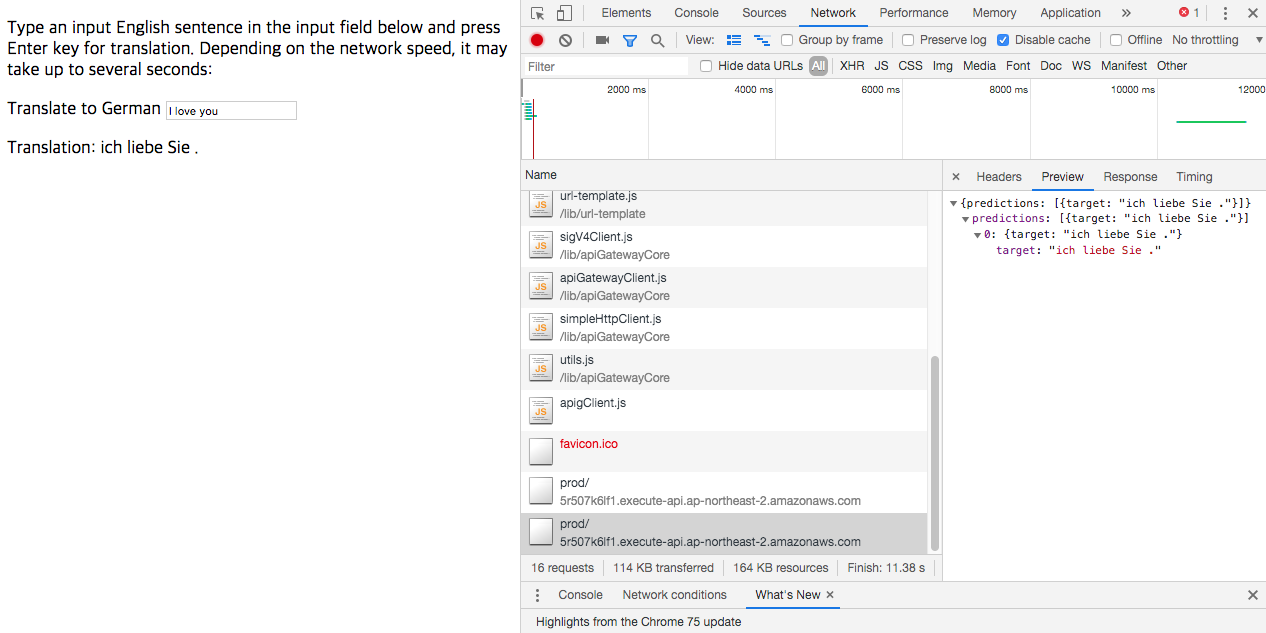 Type an input English sentence in the input field below and press
Enter key for translation. Depending on the network speed, it may
take up to several seconds:
Translate to German I love you
Translation: ich liebe Sie .
Elements Console Sources Network Performance Memory Application » 1
View: Group by frame Preserve log Disable cache Offline No throttling
Filter Hide data URLs All XHR JS CSS Img Media Font Doc WS Manifest Other
2000 ms 4000 ms 6000 ms 8000 ms 10000 ms 12000
Name
url-template.js
/lib/url-template
sigV4Client.js
/lib/apiGatewayCore
apiGatewayClient.js
/lib/apiGatewayCore
simpleHttpClient.js
/lib/apiGatewayCore
utils.js
/lib/apiGatewayCore
apigClient.js
favicon.ico
prod/
5r507k6lf1.execute-api.ap-northeast-2.amazonaws.com
prod/
5r507k6lf1.execute-api.ap-northeast-2.amazonaws.com
16 requests 114 KB transferred 164 KB resources Finish: 11.38 s
× Headers Preview Response Timing
{predictions: [{target: "ich liebe Sie ."}]}
predictions: [{target: "ich liebe Sie ."}]
0: {target: "ich liebe Sie ."}
target: "ich liebe Sie ."
Console Network conditions What's New ×
Highlights from the Chrome 75 update